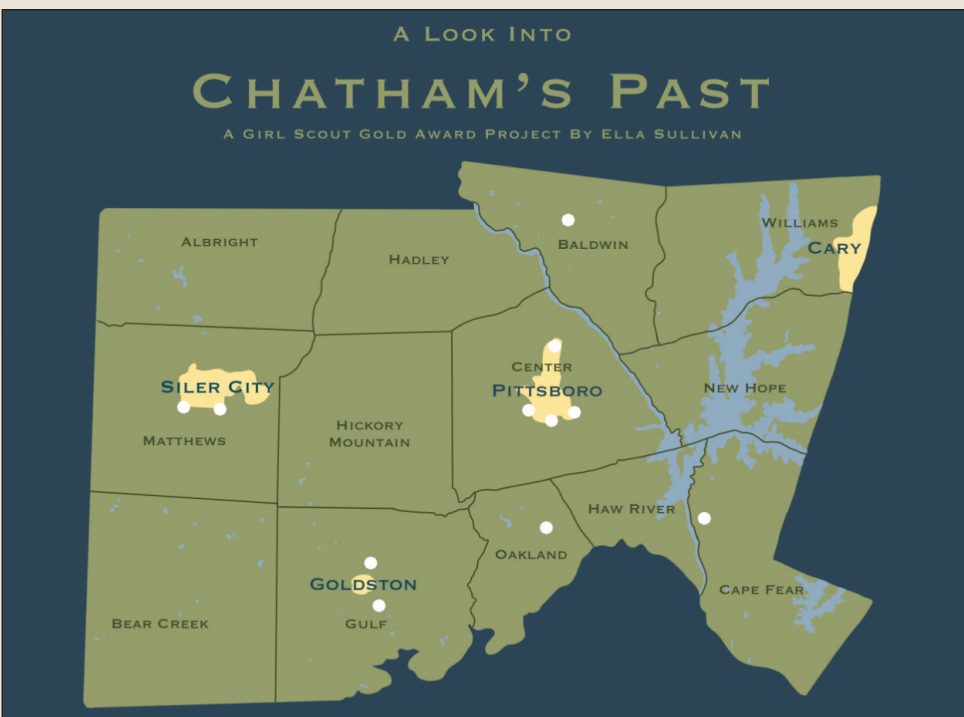 A Look Into
Chatham's Past
A Girl Scout Gold Award Project By Ella Sullivan
Albright
Hadley
Baldwin
Williams
Cary
Siler City
Matthews
Hickory
Mountain
Center
Pittsboro
New Hope
Haw River
Oakland
Cape Fear
Goldston
Gulf
Bear Creek